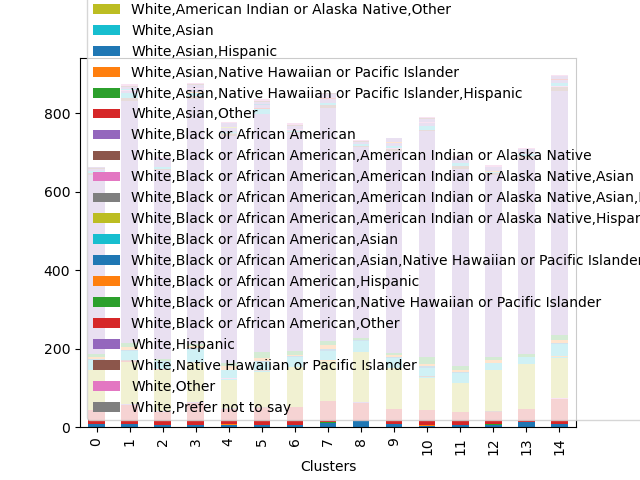 White,American Indian or Alaska Native,Other
White,Asian
White,Asian,Hispanic
White,Asian,Native Hawaiian or Pacific Islander
White,Asian,Native Hawaiian or Pacific Islander,Hispanic
White,Asian,Other
White,Black or African American
White,Black or African American,American Indian or Alaska Native
White,Black or African American,American Indian or Alaska Native,Asian
White,Black or African American,American Indian or Alaska Native,Asian,
White,Black or African American,American Indian or Alaska Native,Hispan
White,Black or African American,Asian
White,Black or African American,Asian,Native Hawaiian or Pacific Islander
White,Black or African American,Hispanic
White,Black or African American,Native Hawaiian or Pacific Islander
White,Black or African American,Other
White,Hispanic
White,Native Hawaiian or Pacific Islander
White,Other
White,Prefer not to say
800
600
400
200
0
0 1 2 3 4 5 6 7 8 9 10 11 12 13 14
Clusters